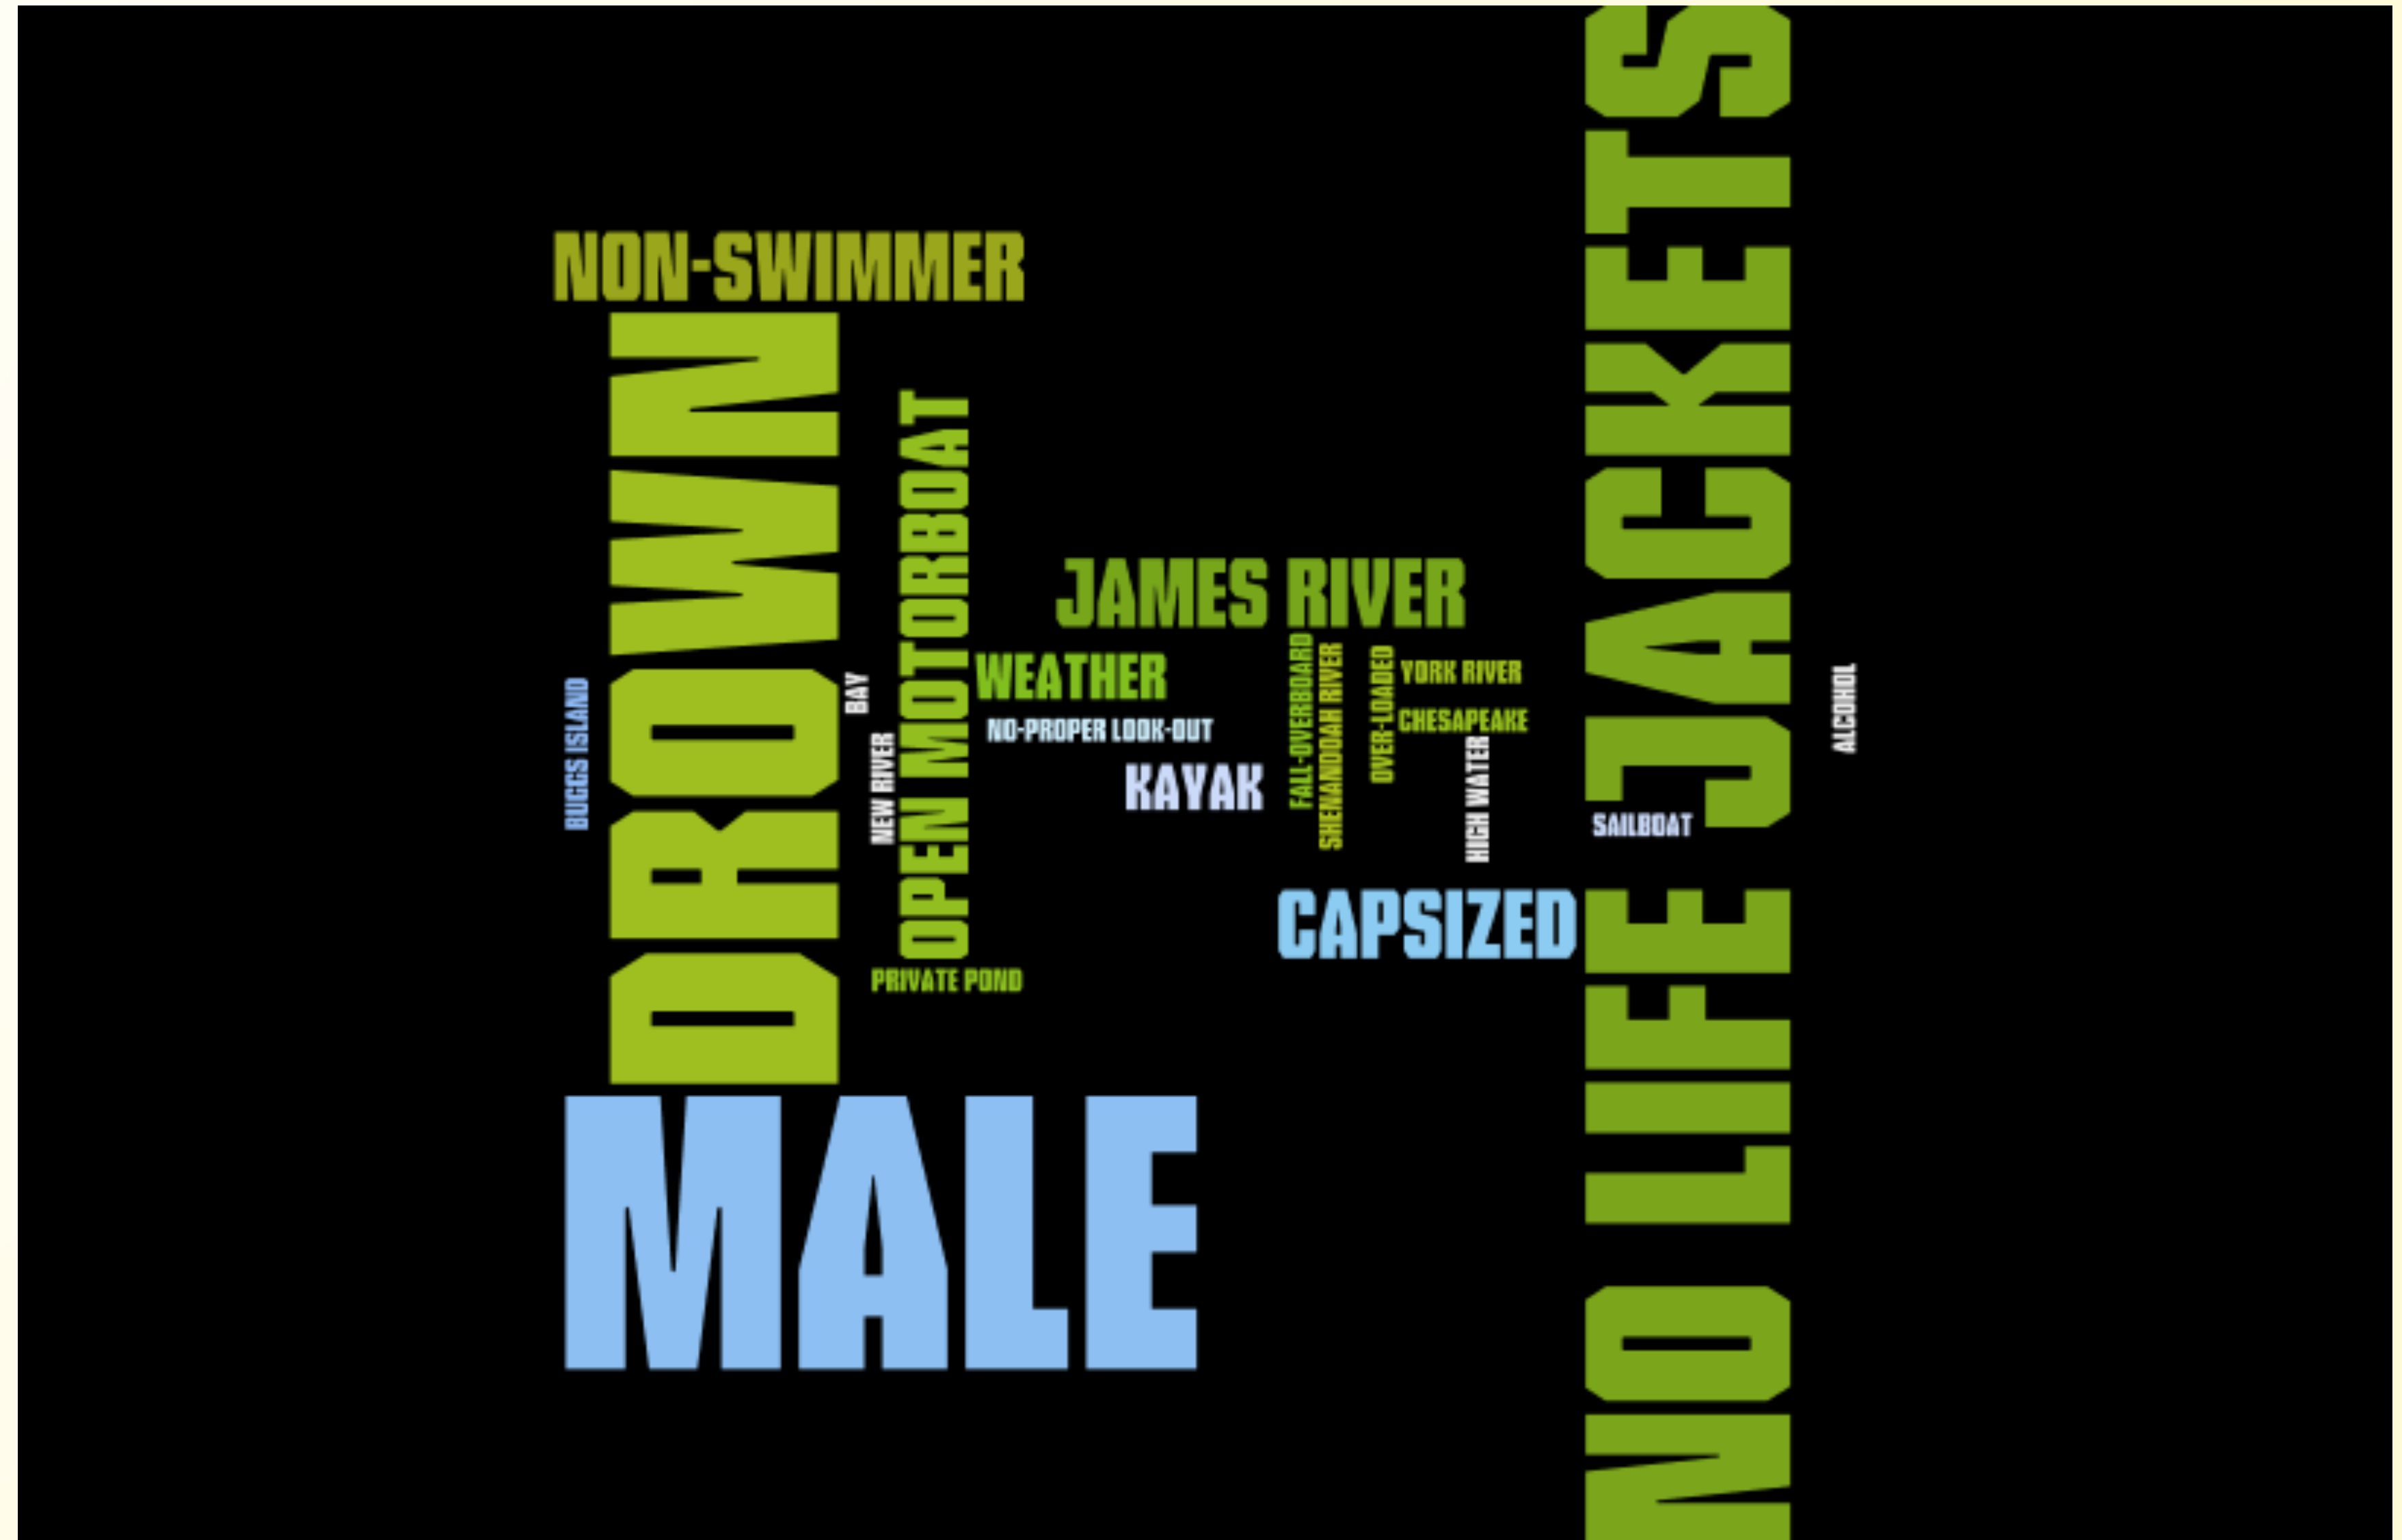 NON-SWIMMER
DROWN
OPEN MOTORBOAT
JAMES RIVER
WEATHER
NO-PROPER LOOK-OUT
KAYAK
BUGGS ISLAND
BAY
NEW RIVER
PRIVATE POND
FALL-OVERBOARD
SHENANDOAH RIVER
OVER-LOADED
YORK RIVER
CHESAPEAKE
HIGH WATER
SAILBOAT
CAPSIZED
NO LIFE JACKETS
ALCOHOL
MALE